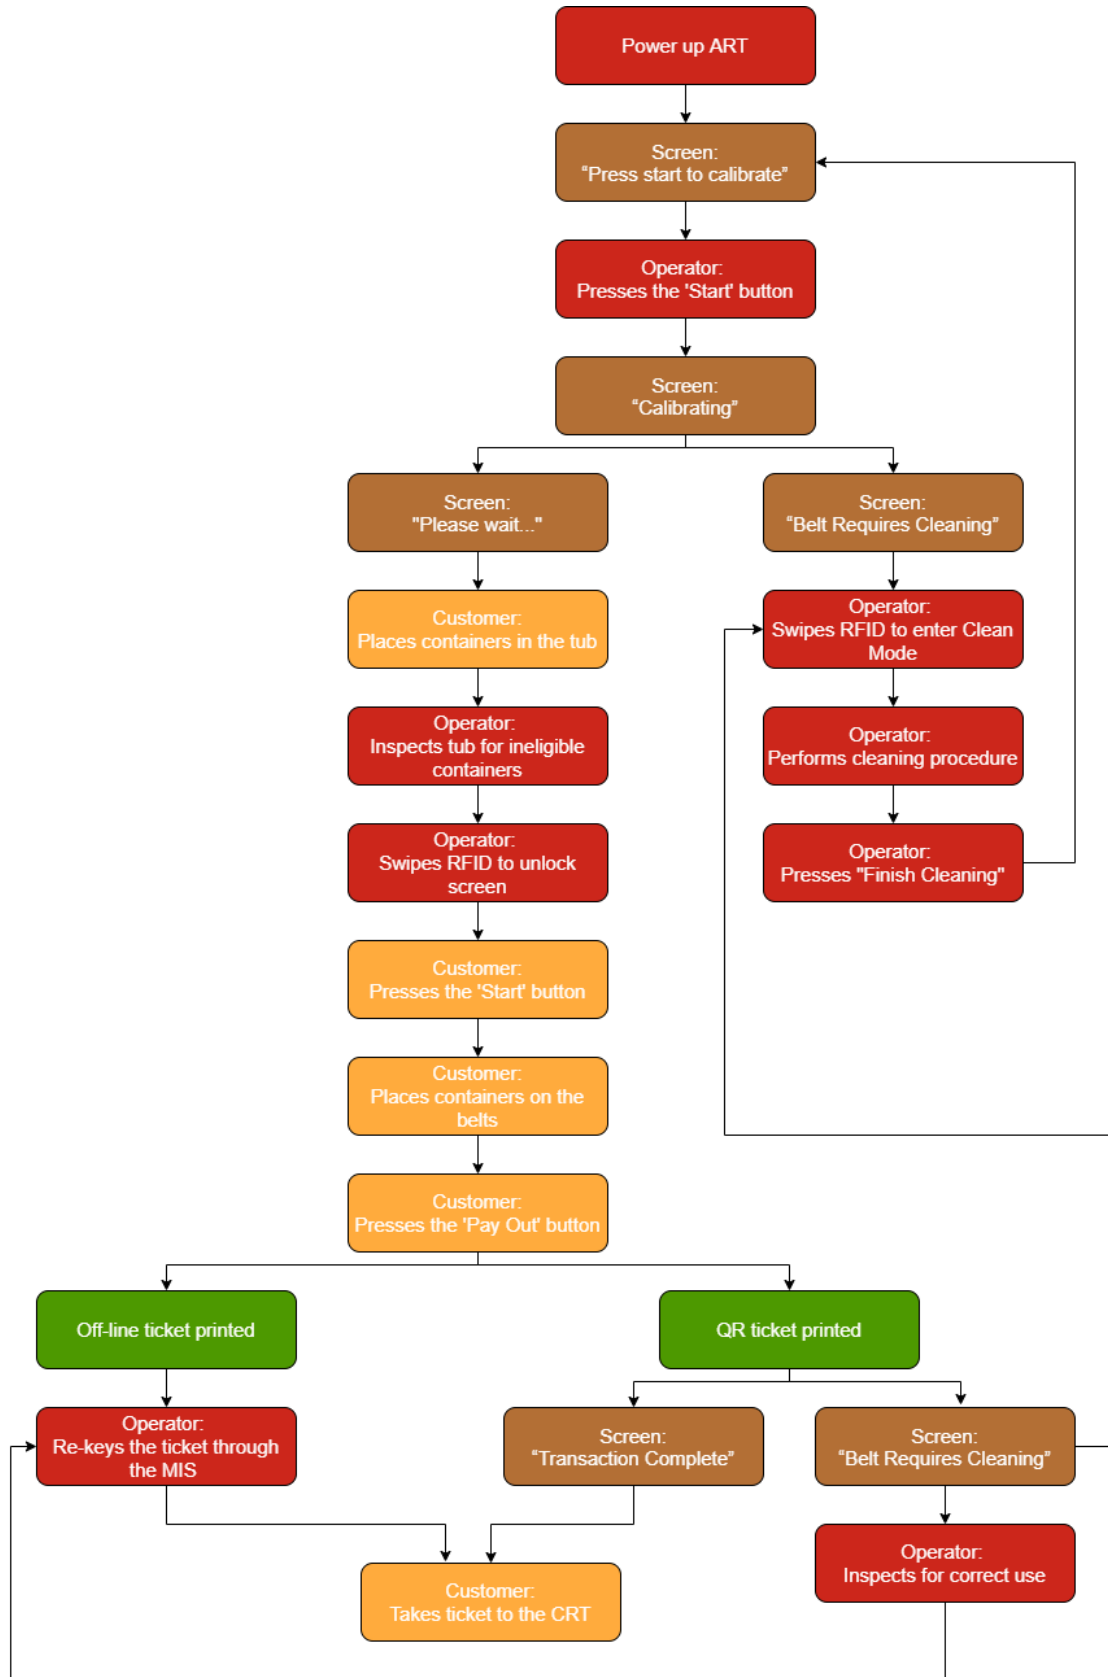 Power up ART
Screen:
“Press start to calibrate”
Operator:
Presses the 'Start' button
Screen:
“Calibrating”
Screen:
"Please wait..."
Screen:
“Belt Requires Cleaning”
Customer:
Places containers in the tub
Operator:
Swipes RFID to enter Clean
Mode
Operator:
Inspects tub for ineligible
containers
Operator:
Performs cleaning procedure
Operator:
Swipes RFID to unlock
screen
Operator:
Presses "Finish Cleaning"
Customer:
Presses the 'Start' button
Customer:
Places containers on the
belts
Customer:
Presses the 'Pay Out' button
Off-line ticket printed
QR ticket printed
Operator:
Re-keys the ticket through
the MIS
Screen:
“Transaction Complete”
Screen:
“Belt Requires Cleaning”
Customer:
Takes ticket to the CRT
Operator:
Inspects for correct use